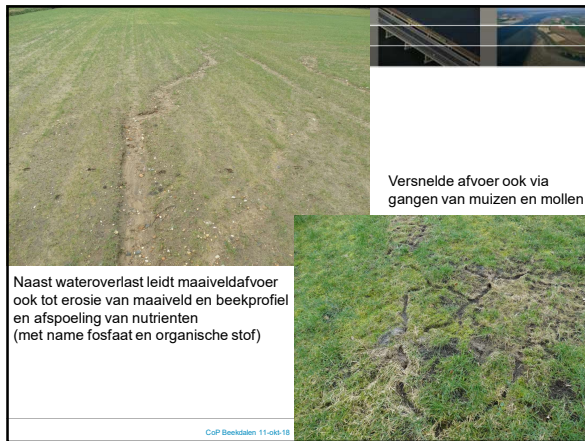 Versnelde afvoer ook via
gangen van muizen en mollen
Naast wateroverlast leidt maaiveldafvoer
ook tot erosie van maaiveld en beekprofiel
en afspoeling van nutrienten
(met name fosfaat en organische stof)
CoP Beekdalen 11-okt-18